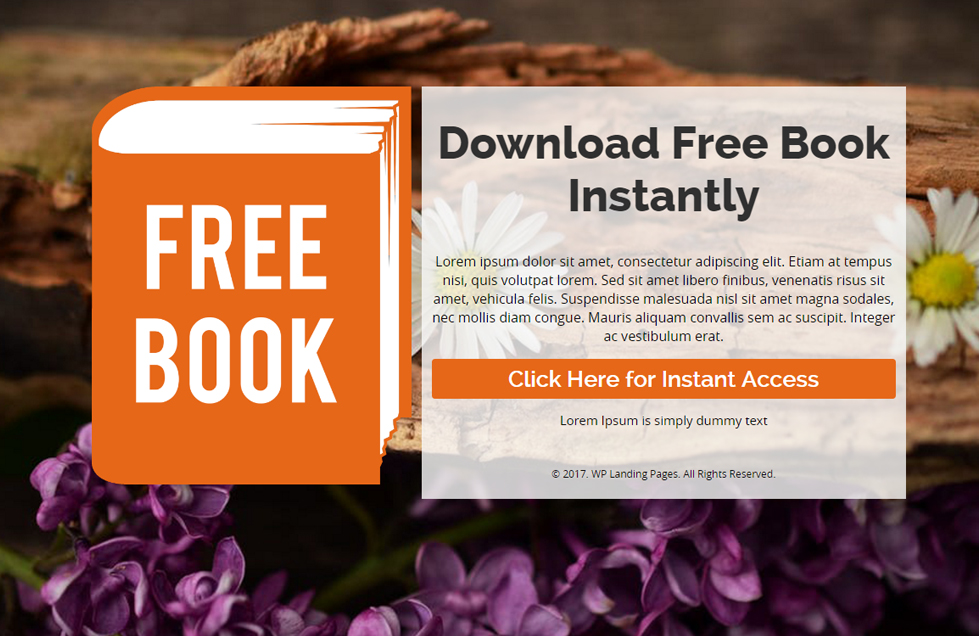 FREE
BOOK
Download Free Book
Instantly
Lorem ipsum dolor sit amet, consectetur adipiscing elit. Etiam at tempus
nisi, quis volutpat lorem. Sed sit amet libero finibus, venenatis risus sit
amet, vehicula felis. Suspendisse malesuada nisl sit amet magna sodales,
nec mollis diam congue. Mauris aliquam convallis sem ac suscipit. Integer
ac vestibulum erat.
Click Here for Instant Access
Lorem Ipsum is simply dummy text
© 2017. WP Landing Pages. All Rights Reserved.